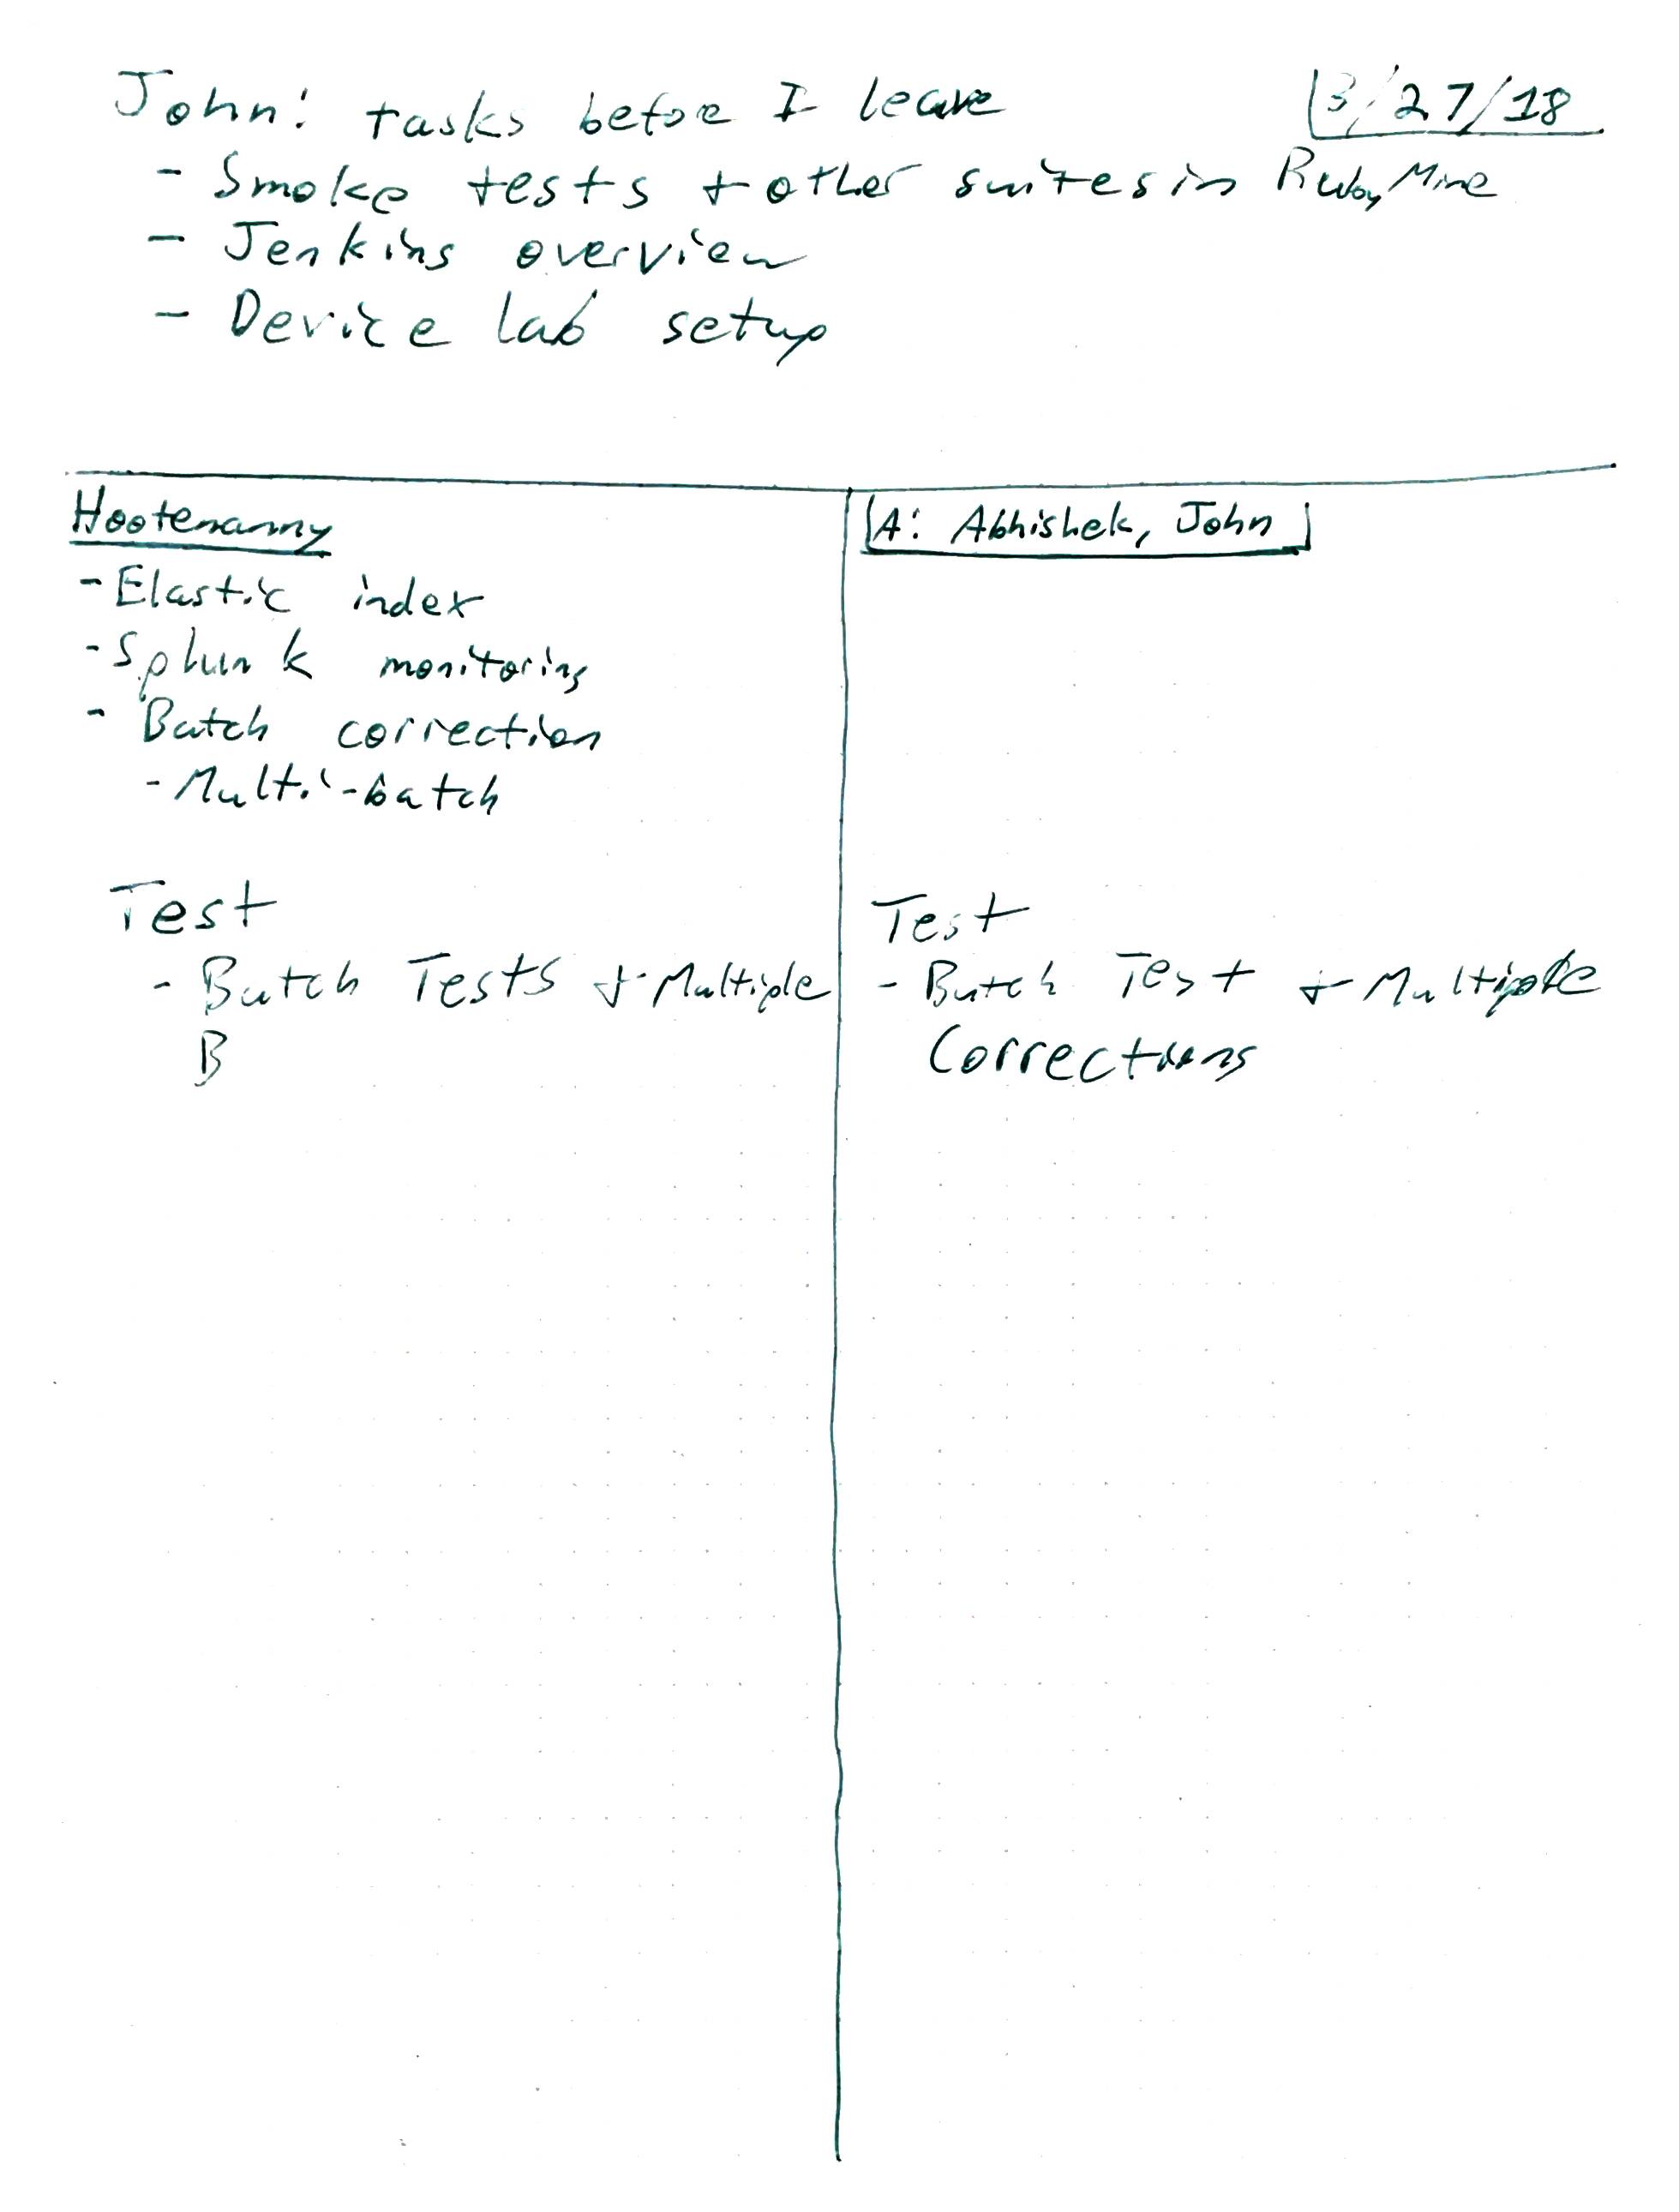 John: tasks before I leave
3/27/18
- Smoke tests + other suites in RubyMine
- Jenkins overview
- Device lab setup
Hootenanny
- Elastic index
- Splunk monitoring
- Batch correction
- Multi-batch
Test
- Batch Tests + Multiple
B
A: Abhishek, John
Test
- Batch Test + Multiple
Corrections